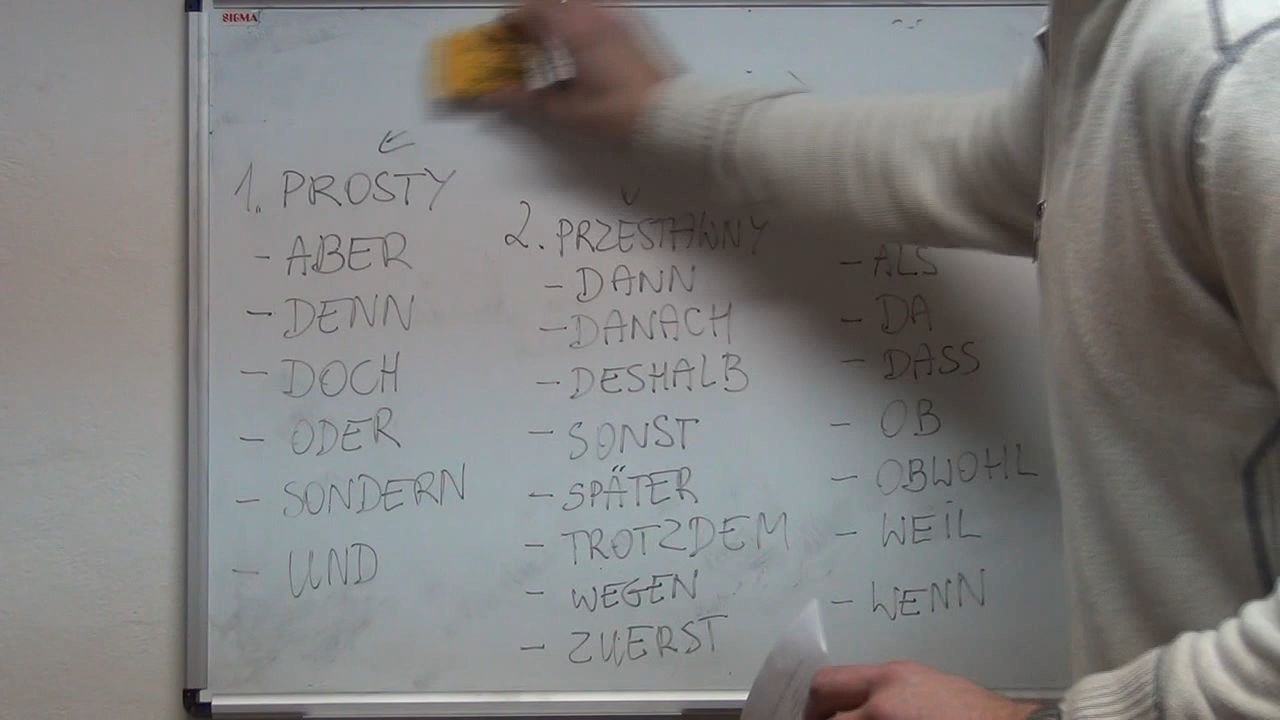 SIGMA
1. PROSTY
- ABER
- DENN
- DOCH
- ODER
- SONDERN
- UND
2. PRZESTAWNY
- DANN
- DANACH
- DESHALB
- SONST
- SPÄTER
- TROTZDEM
- WEGEN
- ZUERST
- ALS
- DA
- DASS
- OB
- OBWOHL
- WEIL
- WENN